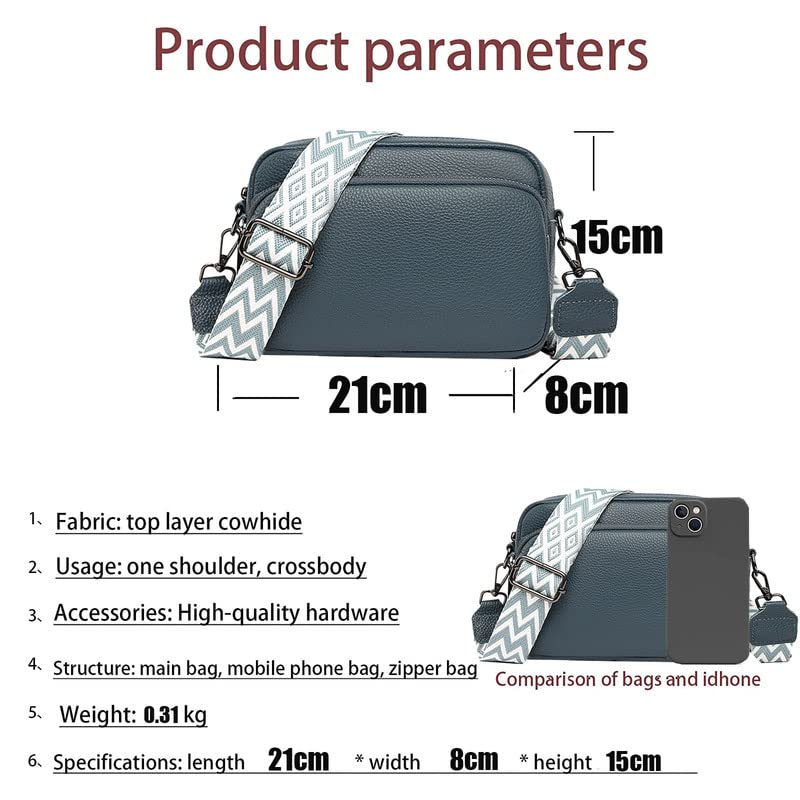 Product parameters
15cm
21cm
8cm
1、 Fabric: top layer cowhide
2、 Usage: one shoulder, crossbody
3、 Accessories: High-quality hardware
4、 Structure: main bag, mobile phone bag, zipper bag
Comparison of bags and idhone
5、 Weight: 0.31 kg
6、 Specifications: length 21cm * width 8cm * height 15cm